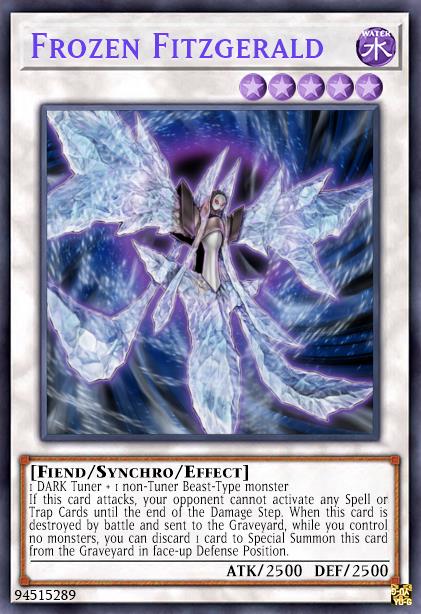 Frozen Fitzgerald
WATER
水
[Fiend/Synchro/Effect]
1 DARK Tuner + 1 non-Tuner Beast-Type monster
If this card attacks, your opponent cannot activate any Spell or
Trap Cards until the end of the Damage Step. When this card is
destroyed by battle and sent to the Graveyard, while you control
no monsters, you can discard 1 card to Special Summon this card
from the Graveyard in face-up Defense Position.
ATK/2500 DEF/2500
94515289